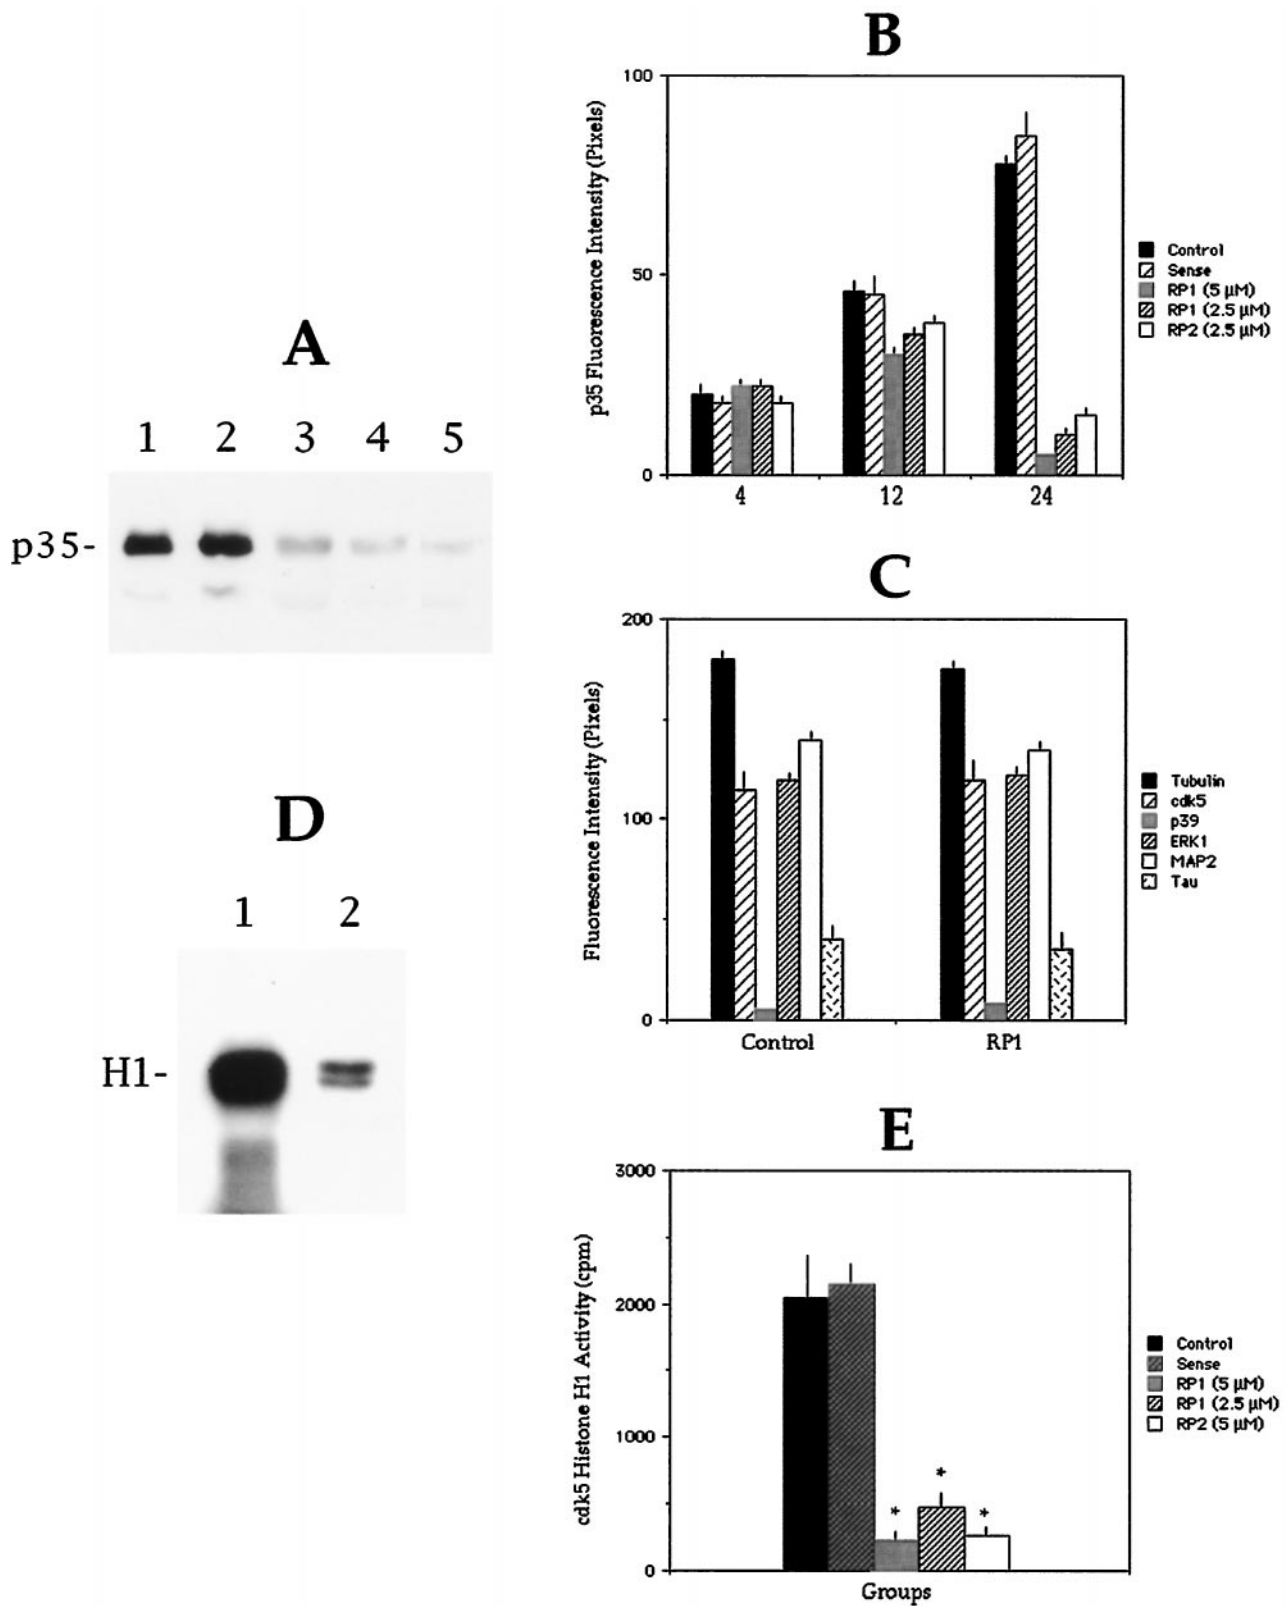 A
1 2 3 4 5
p35-
B
p35 Fluorescence Intensity (Pixels)
100
50
0
4 12 24
Control
Sense
RP1 (5 µM)
RP1 (2.5 µM)
RP2 (2.5 µM)
C
Fluorescence Intensity (Pixels)
200
100
0
Control RP1
Tubulin
cdk5
p39
ERK1
MAP2
Tau
D
1 2
H1-
E
cdk5 Histone H1 Activity (cpm)
3000
2000
1000
0
* * *
Groups
Control
Sense
RP1 (5 µM)
RP1 (2.5 µM)
RP2 (5 µM)